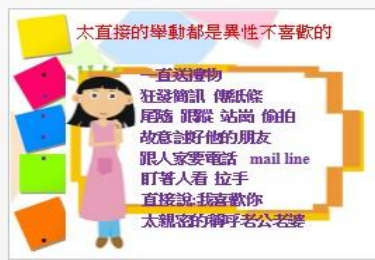 太直接的舉動都是異性不喜歡的
一直送禮物
狂發簡訊 傳紙條
尾隨 跟蹤 站崗 偷拍
故意討好他的朋友
跟人家要電話 mail line
盯著人看 拉手
直接說:我喜歡你
太親密的稱呼老公老婆